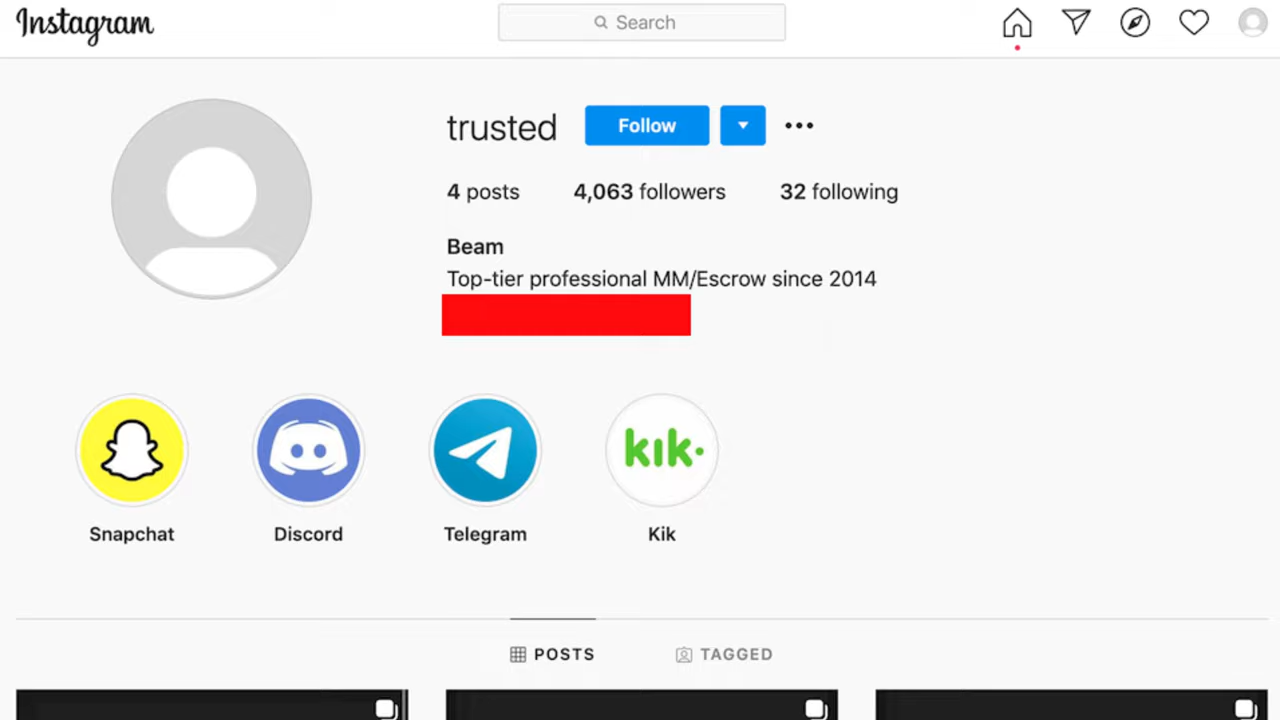 Instagram
Search
trusted
Follow
4 posts 4,063 followers 32 following
Beam
Top-tier professional MM/Escrow since 2014
kik.
Snapchat Discord Telegram Kik
POSTS TAGGED